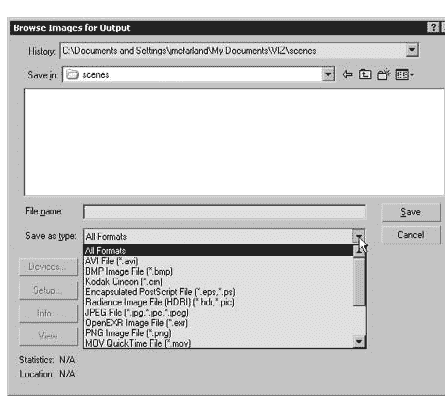 Browse Images for Output
History: C:\Documents and Settings\mcfarland\My Documents\VIZ\scenes
Save in: scenes
File name:
Save
Save as type: All Formats
Cancel
All Formats
AVI File (*.avi)
BMP Image File (*.bmp)
Devices...
Kodak Cineon (*.cin)
Encapsulated PostScript File (*.eps,*.ps)
Setup...
Radiance Image File (HDRI) (*.hdr,*.pic)
JPEG File (*.jpg,*.jpe,*.jpeg)
Info...
OpenEXR Image File (*.exr)
PNG Image File (*.png)
View
MOV QuickTime File (*.mov)
Statistics: N/A
Location: N/A